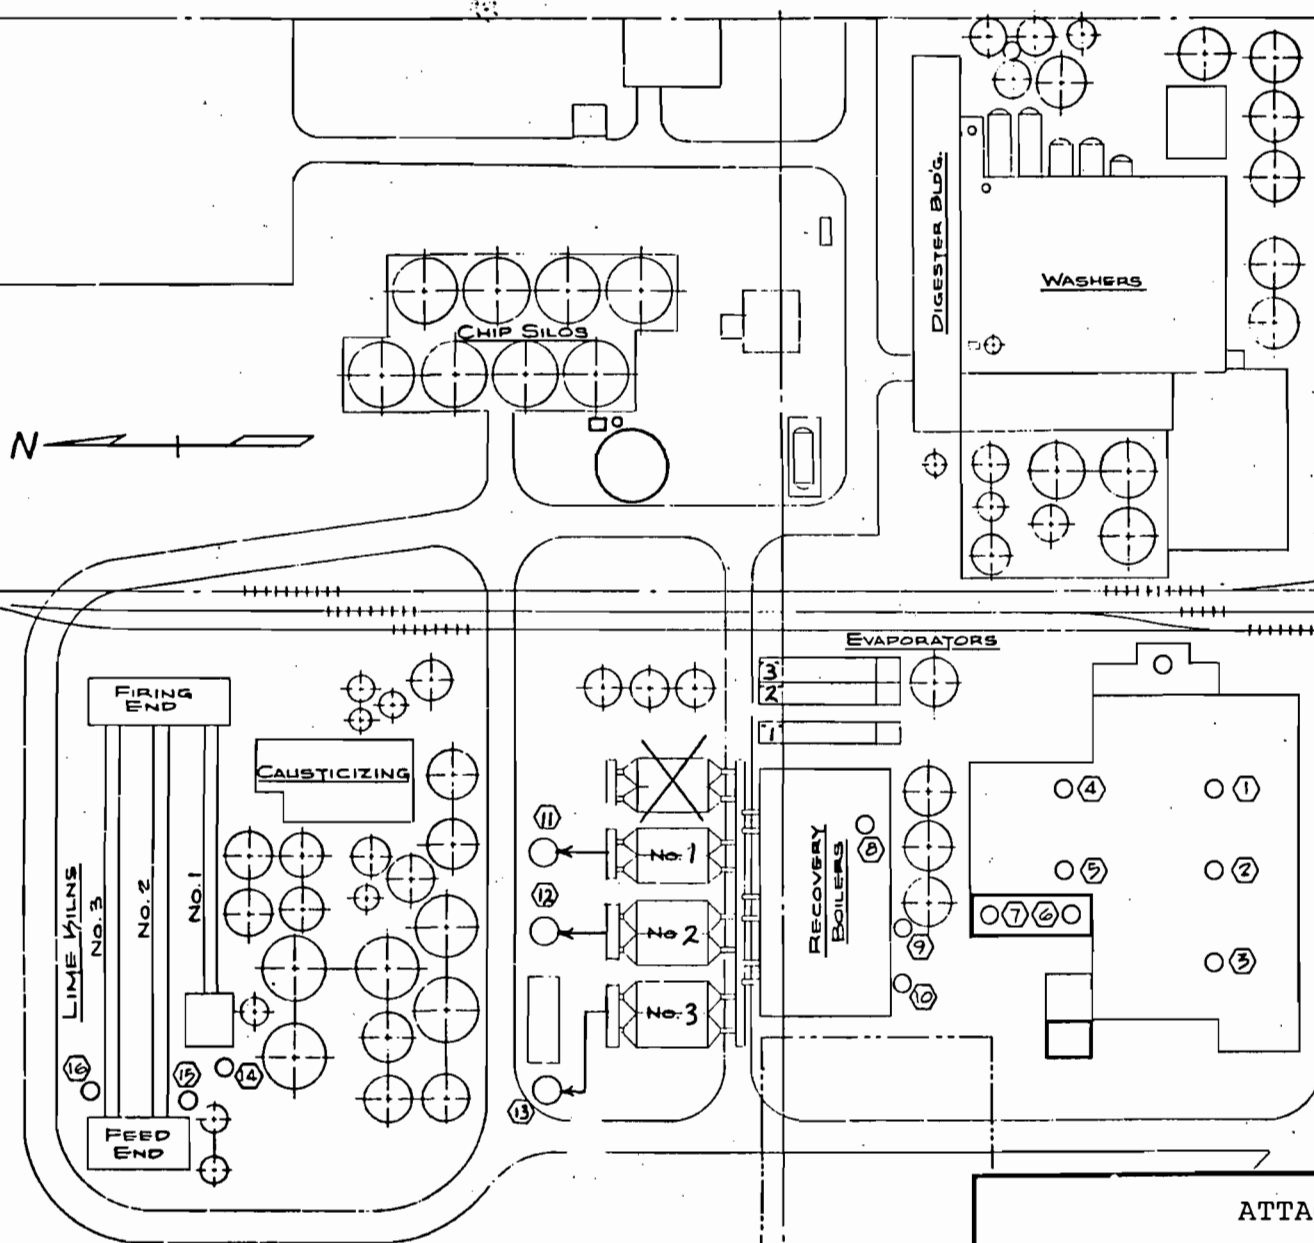 DIGESTER BLD'G.
WASHERS
CHIP SILOS
N
EVAPORATORS
3
2
1
FIRING
END
CAUSTICIZING
LIME KILNS
No. 3
No. 2
No. 1
11
No. 1
12
No. 2
No. 3
13
RECOVERY
BOILERS
8
9
10
4
1
5
2
7
6
3
16
15
14
FEED
END
ATTA